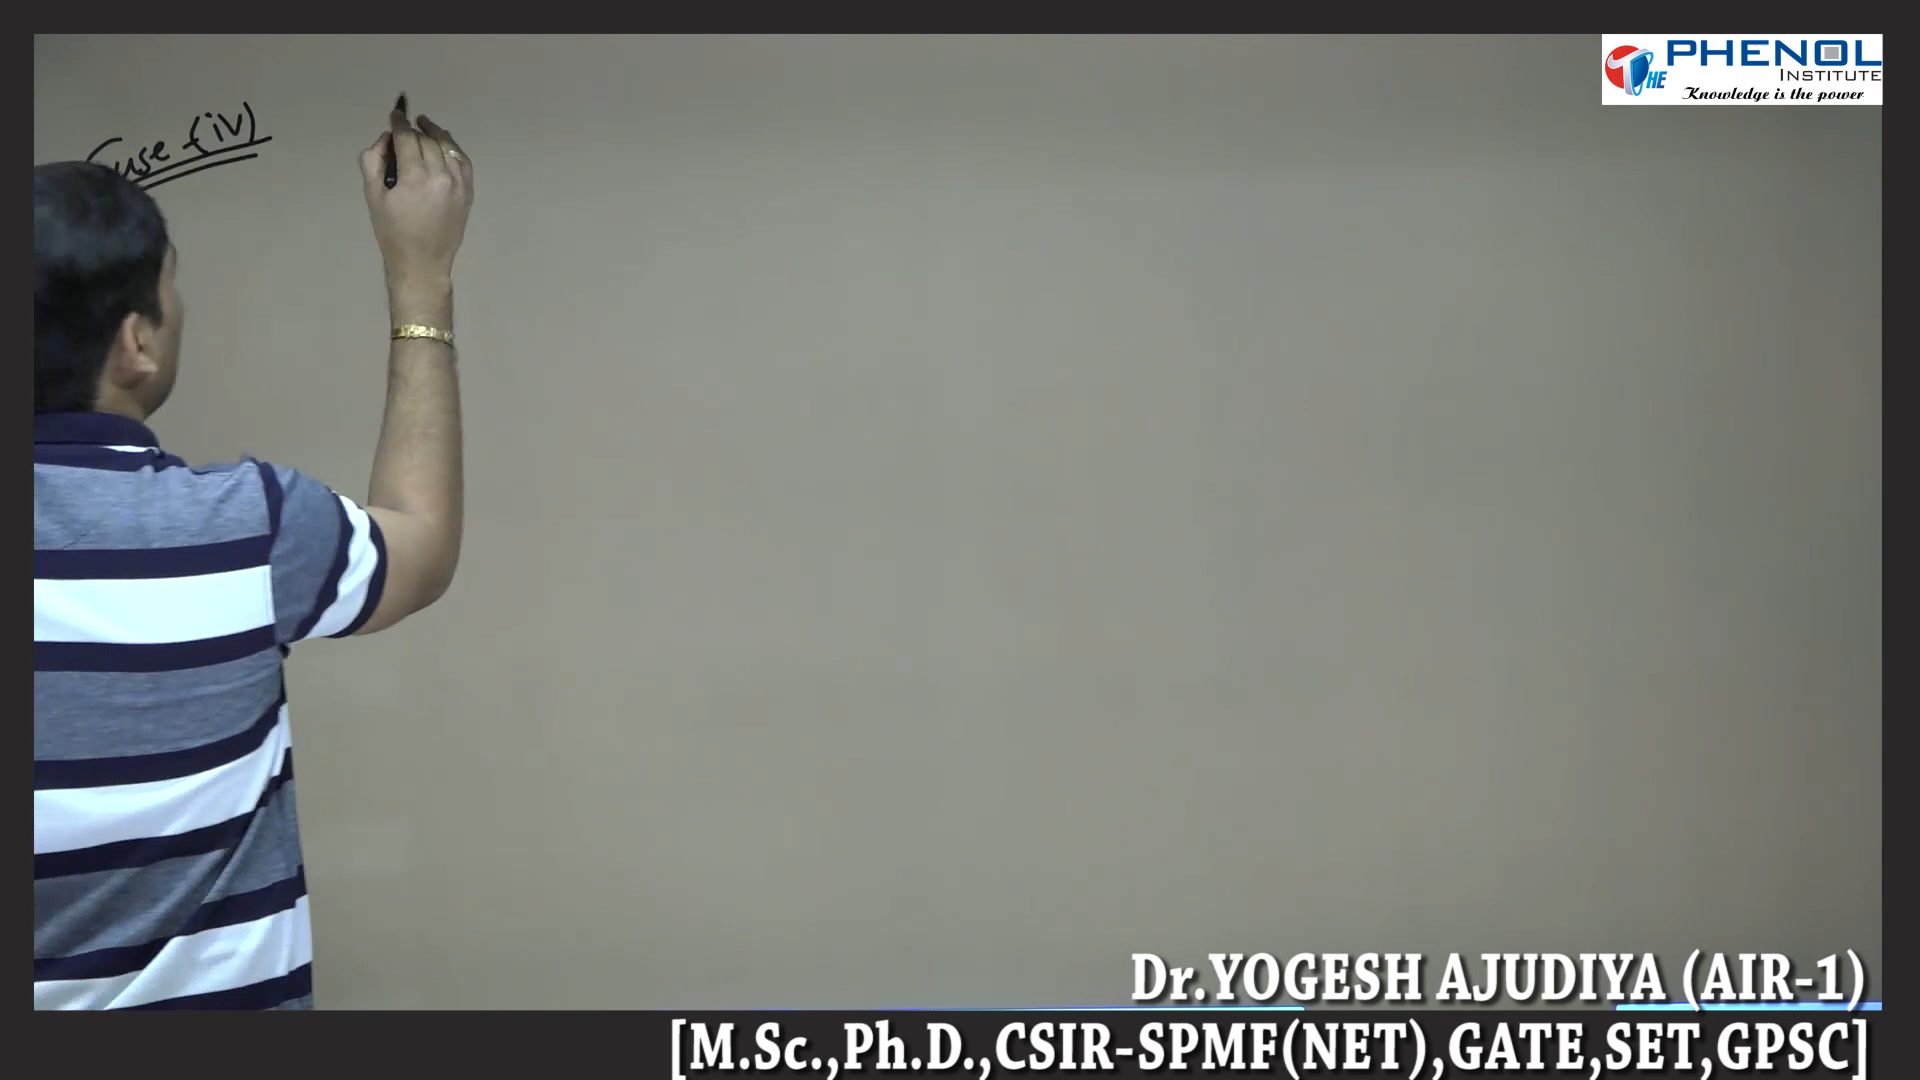 Case (iv)
THE PHENOL
INSTITUTE
Knowledge is the power
Dr.YOGESH AJUDIYA (AIR-1)
[M.Sc.,Ph.D.,CSIR-SPMF(NET),GATE,SET,GPSC]